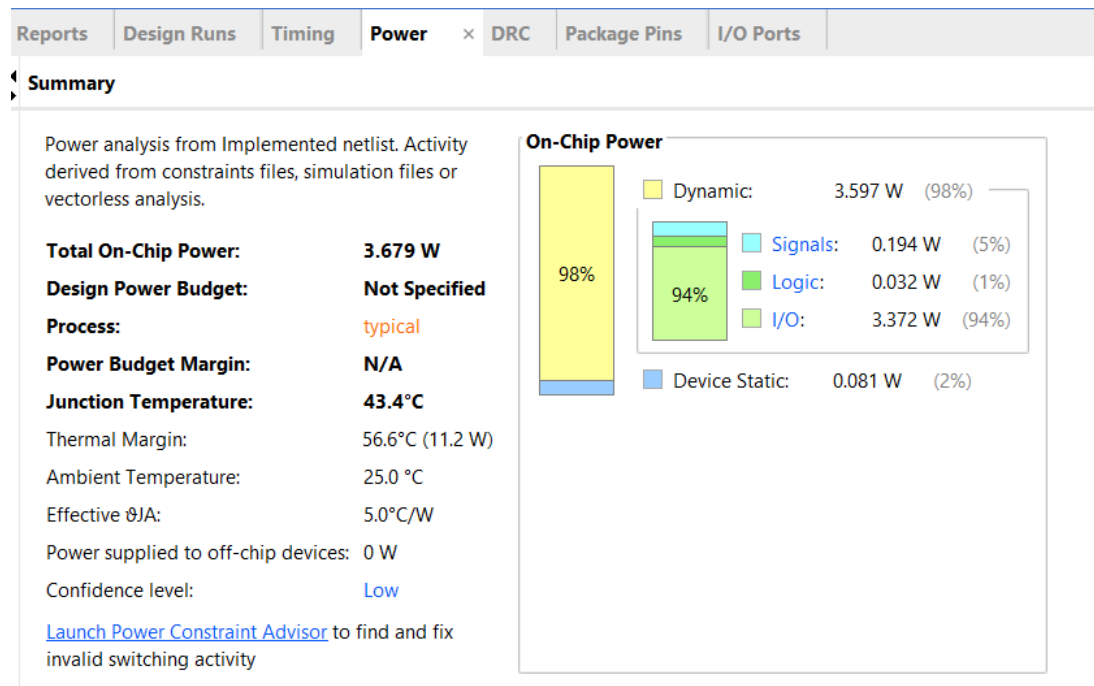 Reports Design Runs Timing Power × DRC Package Pins I/O Ports
Summary
Power analysis from Implemented netlist. Activity
derived from constraints files, simulation files or
vectorless analysis.
Total On-Chip Power: 3.679 W
Design Power Budget: Not Specified
Process: typical
Power Budget Margin: N/A
Junction Temperature: 43.4°C
Thermal Margin: 56.6°C (11.2 W)
Ambient Temperature: 25.0 °C
Effective ϑJA: 5.0°C/W
Power supplied to off-chip devices: 0 W
Confidence level: Low
Launch Power Constraint Advisor to find and fix
invalid switching activity
On-Chip Power
98%
Dynamic: 3.597 W (98%)
94%
Signals: 0.194 W (5%)
Logic: 0.032 W (1%)
I/O: 3.372 W (94%)
Device Static: 0.081 W (2%)